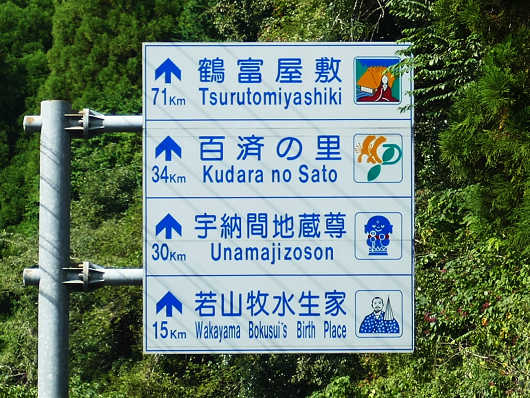 鶴富屋敷
71Km Tsurutomiyashiki
百済の里
34Km Kudara no Sato
宇納間地蔵尊
30Km Unamajizoson
若山牧水生家
15Km Wakayama Bokusui's Birth Place